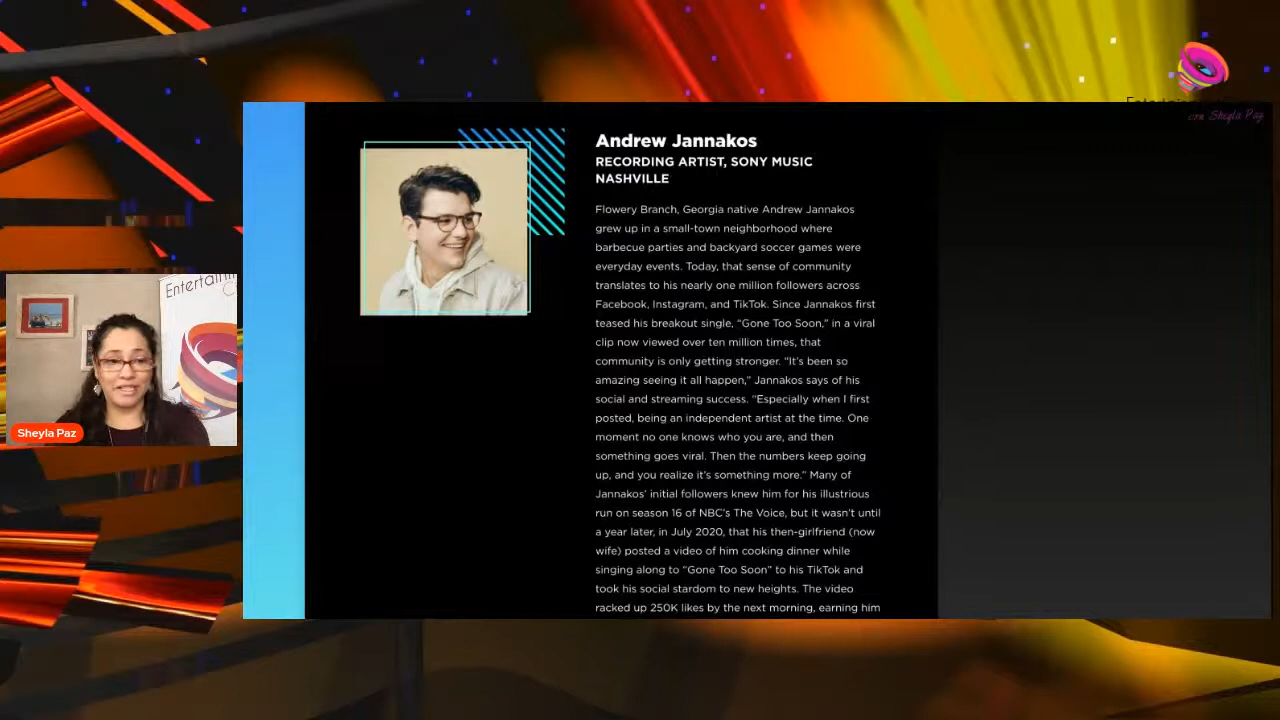 Enterta
con Sheyla Paz
Andrew Jannakos
RECORDING ARTIST, SONY MUSIC
NASHVILLE
Flowery Branch, Georgia native Andrew Jannakos
grew up in a small-town neighborhood where
barbecue parties and backyard soccer games were
everyday events. Today, that sense of community
translates to his nearly one million followers across
Facebook, Instagram, and TikTok. Since Jannakos first
teased his breakout single, “Gone Too Soon,” in a viral
clip now viewed over ten million times, that
community is only getting stronger. “It’s been so
amazing seeing it all happen,” Jannakos says of his
social and streaming success. “Especially when I first
posted, being an independent artist at the time. One
moment no one knows who you are, and then
something goes viral. Then the numbers keep going
up, and you realize it’s something more.” Many of
Jannakos’ initial followers knew him for his illustrious
run on season 16 of NBC’s The Voice, but it wasn’t until
a year later, in July 2020, that his then-girlfriend (now
wife) posted a video of him cooking dinner while
singing along to “Gone Too Soon” to his TikTok and
took his social stardom to new heights. The video
racked up 250K likes by the next morning, earning him
Entertainm
Sheyla Paz